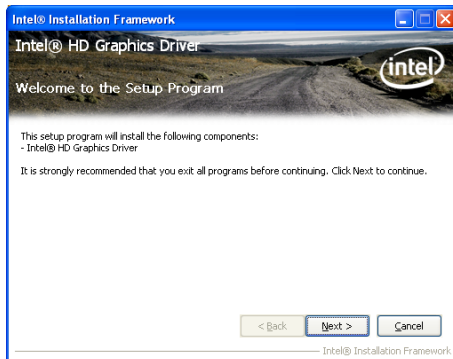 Intel® Installation Framework
Intel® HD Graphics Driver
Welcome to the Setup Program
intel
This setup program will install the following components:
- Intel® HD Graphics Driver
It is strongly recommended that you exit all programs before continuing. Click Next to continue.
< Back
Next >
Cancel
Intel® Installation Framework